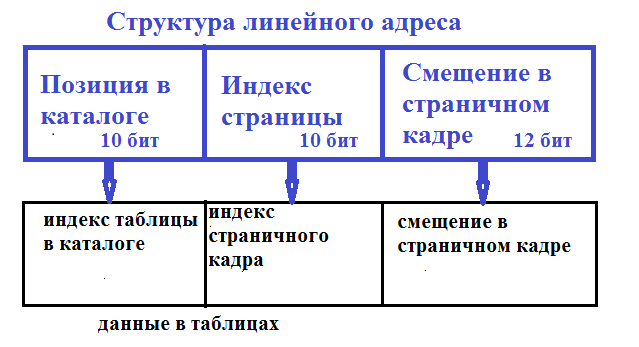 Структура линейного адреса
Позиция в
каталоге
10 бит
Индекс
страницы
10 бит
Смещение в
страничном
кадре
12 бит
индекс таблицы
в каталоге
индекс
страничного
кадра
смещение в
страничном кадре
данные в таблицах